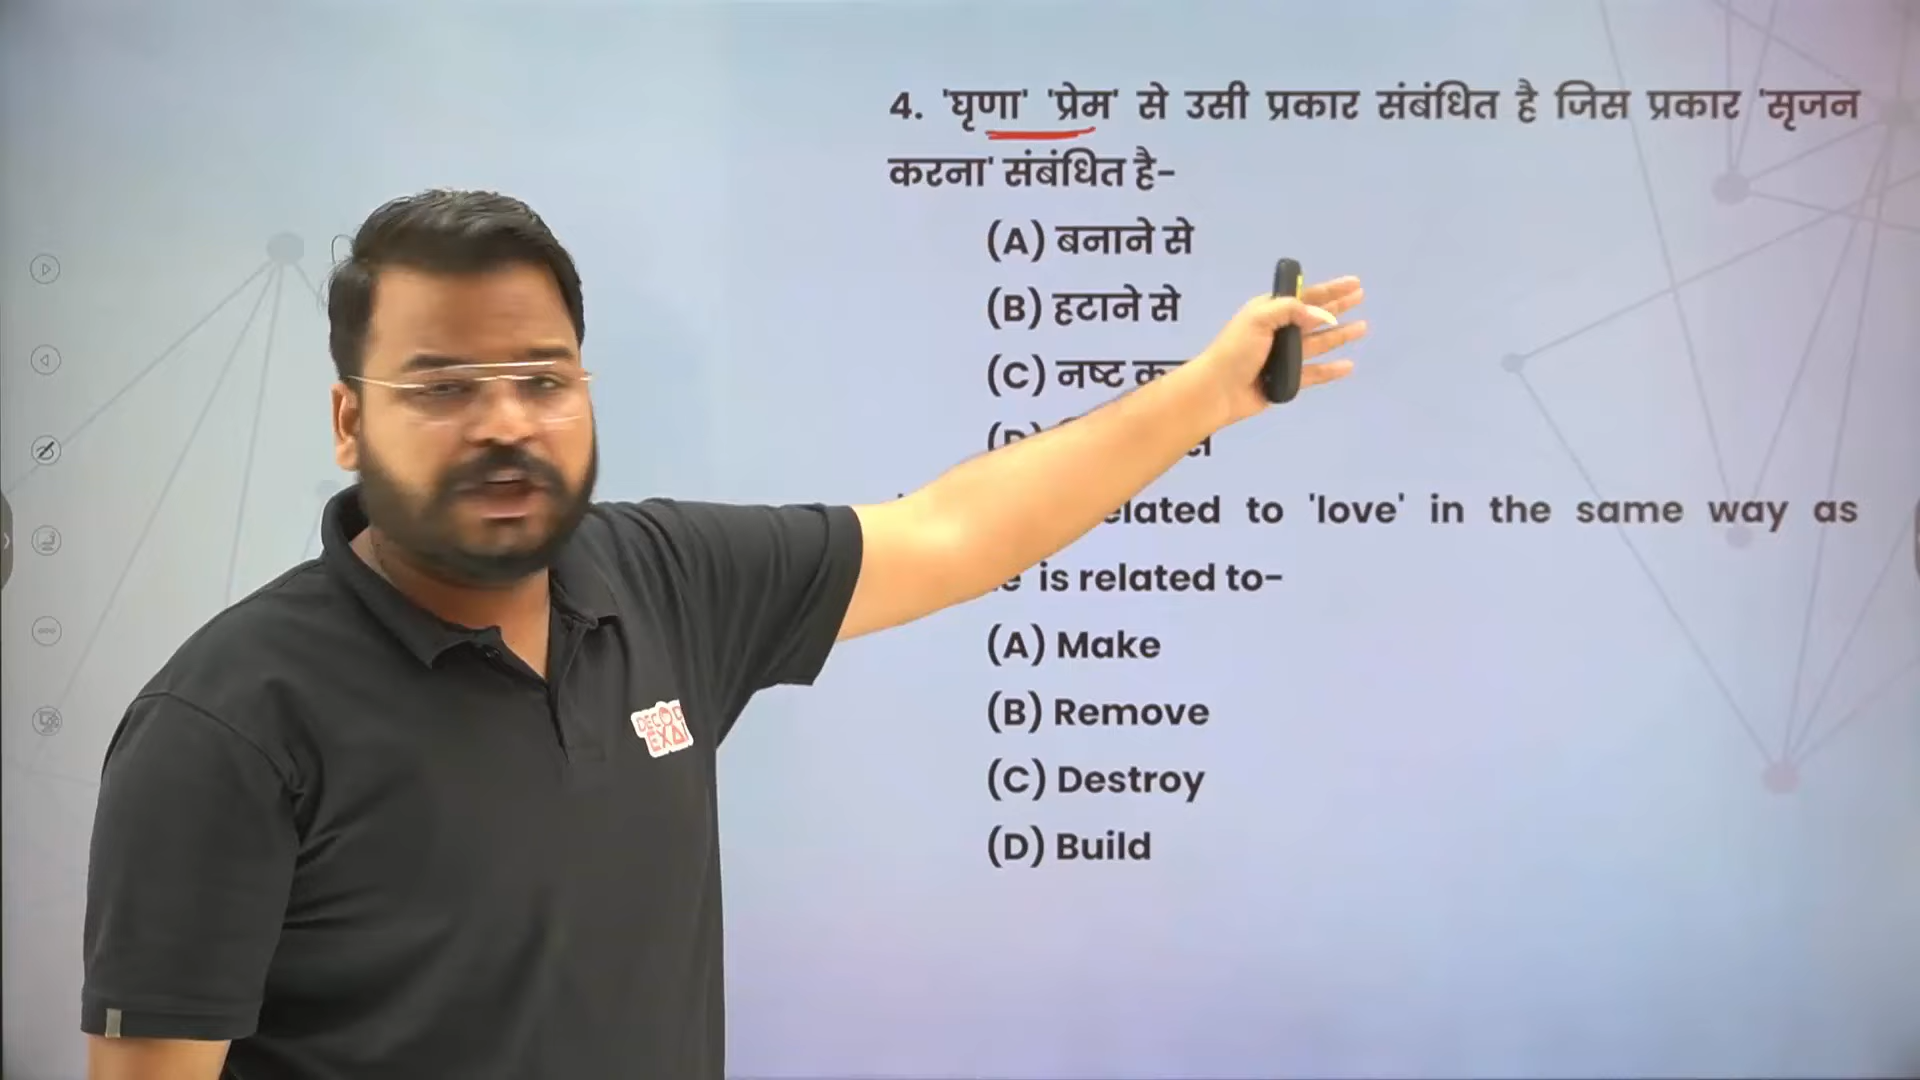 4. 'घृणा' 'प्रेम' से उसी प्रकार संबंधित है जिस प्रकार 'सृजन
करना' संबंधित है-
(A) बनाने से
(B) हटाने से
(C) नष्ट
to 'love' in the same way as
is related to-
(A) Make
(B) Remove
(C) Destroy
(D) Build